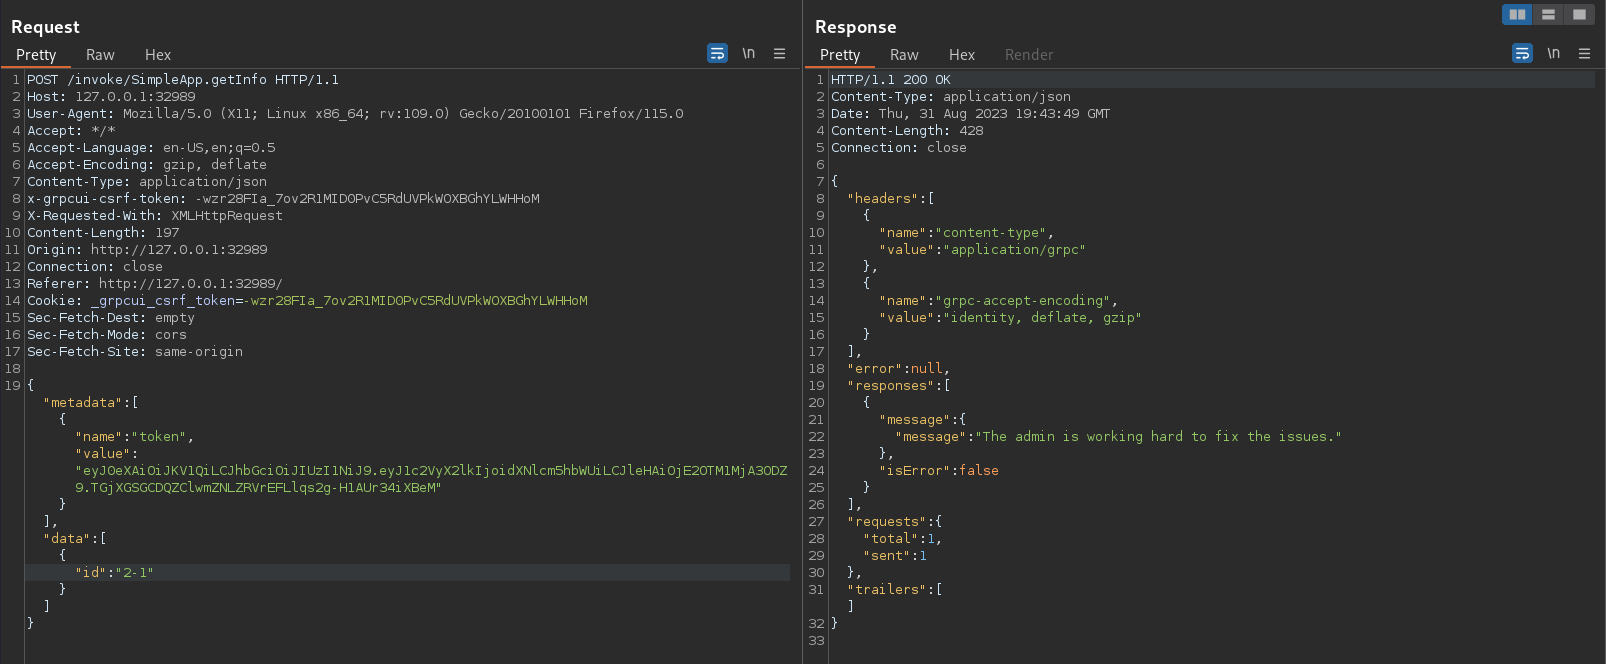 Request
Pretty Raw Hex \n
1 POST /invoke/SimpleApp.getInfo HTTP/1.1
2 Host: 127.0.0.1:32989
3 User-Agent: Mozilla/5.0 (X11; Linux x86_64; rv:109.0) Gecko/20100101 Firefox/115.0
4 Accept: */*
5 Accept-Language: en-US,en;q=0.5
6 Accept-Encoding: gzip, deflate
7 Content-Type: application/json
8 x-grpcui-csrf-token: -wzr28FIa_7ov2R1MIDOPvC5RdUVPkWOXBGhYLWHHoM
9 X-Requested-With: XMLHttpRequest
10 Content-Length: 197
11 Origin: http://127.0.0.1:32989
12 Connection: close
13 Referer: http://127.0.0.1:32989/
14 Cookie: _grpcui_csrf_token=-wzr28FIa_7ov2R1MIDOPvC5RdUVPkWOXBGhYLWHHoM
15 Sec-Fetch-Dest: empty
16 Sec-Fetch-Mode: cors
17 Sec-Fetch-Site: same-origin
18
19 {
"metadata":[
{
"name":"token",
"value":
"eyJ0eXAiOiJKV1QiLCJhbGciOiJIUzI1NiJ9.eyJ1c2VyX2lkIjoidXNlcm5hbWUiLCJleHAiOjE2OTM1MjA3ODZ
9.TGjXGSGCDQZClwmZNLZRVrEFLlqs2g-H1AUr34iXBeM"
}
],
"data":[
{
"id":"2-1"
}
]
}
Response
Pretty Raw Hex Render \n
1 HTTP/1.1 200 OK
2 Content-Type: application/json
3 Date: Thu, 31 Aug 2023 19:43:49 GMT
4 Content-Length: 428
5 Connection: close
6
7 {
8 "headers":[
9 {
10 "name":"content-type",
11 "value":"application/grpc"
12 },
13 {
14 "name":"grpc-accept-encoding",
15 "value":"identity, deflate, gzip"
16 }
17 ],
18 "error":null,
19 "responses":[
20 {
21 "message":{
22 "message":"The admin is working hard to fix the issues."
23 },
24 "isError":false
25 }
26 ],
27 "requests":{
28 "total":1,
29 "sent":1
30 },
31 "trailers":[
]
32 }
33